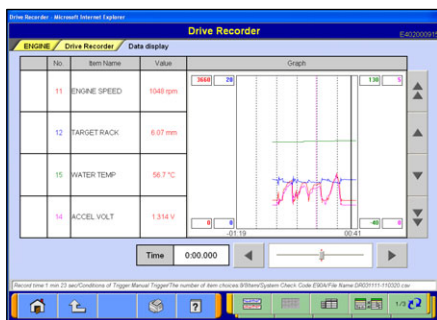 Drive Recorder - Microsoft Internet Explorer
Drive Recorder
E40200091
ENGINE Drive Recorder Data display
No. Item Name Value Graph
11 ENGINE SPEED 1048 rpm
12 TARGET RACK 6.07 mm
15 WATER TEMP 56.7 °C
14 ACCEL VOLT 1.314 V
3660 20 130 5
0 0 -40 0
-01:19 00:41
Time 0:00.000
Record time 1 min 23 sec/Conditions of Trigger:Manual Trigger/The number of item choices 9/9item/System Check Code E90#/File Name:DR031111-110320.csv
?
1/3